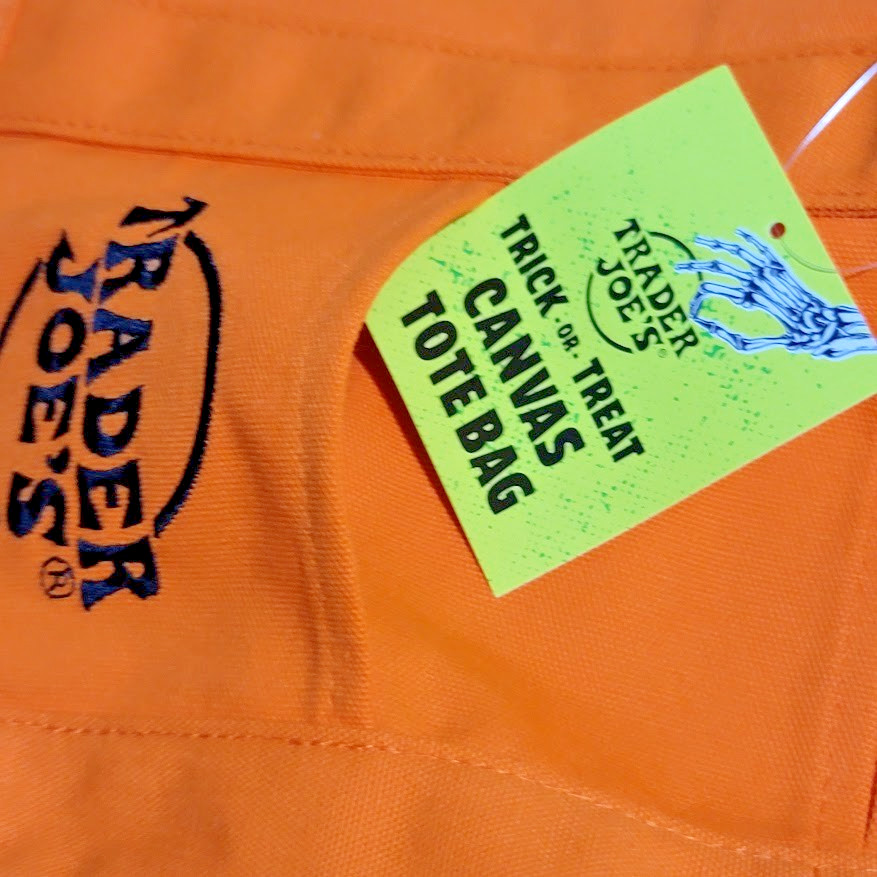 TRADER
JOE'S®
TRADER
JOE'S®
TRICK -OR- TREAT
CANVAS
TOTE BAG